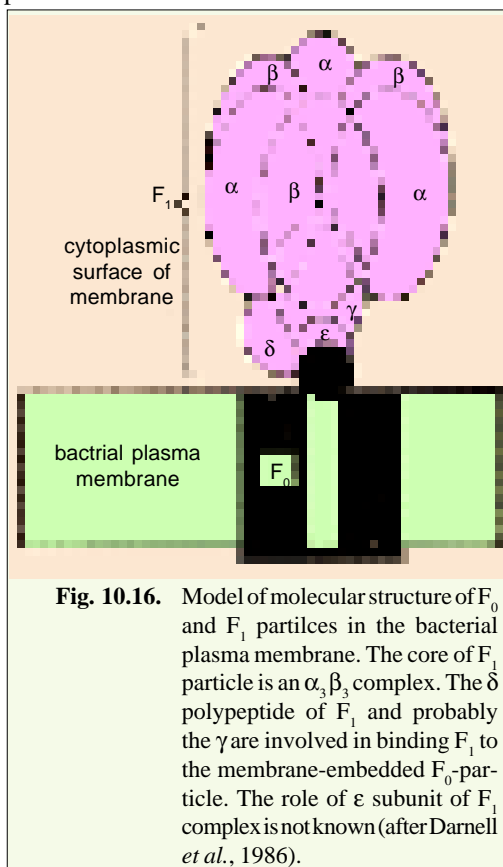 p
β α β
α β α
F₁
cytoplasmic
surface of
membrane
γ
δ ε
bactrial plasma
membrane
F₀
Fig. 10.16. Model of molecular structure of F₀
and F₁ partilces in the bacterial
plasma membrane. The core of F₁
particle is an α₃β₃ complex. The δ
polypeptide of F₁ and probably
the γ are involved in binding F₁ to
the membrane-embedded F₀-par-
ticle. The role of ε subunit of F₁
complex is not known (after Darnell
et al., 1986).